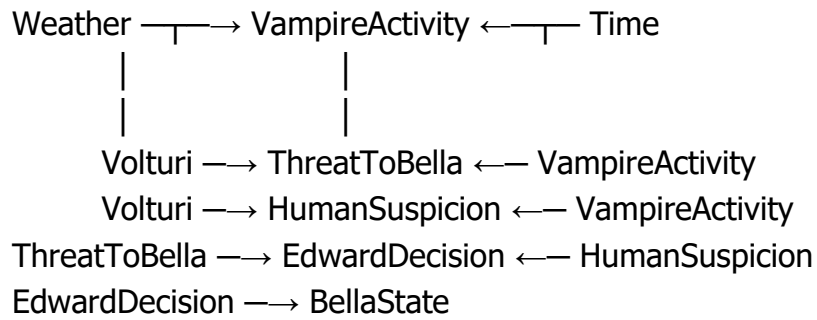 Weather —┬—→ VampireActivity ←—┬— Time
| |
| |
Volturi —→ ThreatToBella ←— VampireActivity
Volturi —→ HumanSuspicion ←— VampireActivity
ThreatToBella —→ EdwardDecision ←— HumanSuspicion
EdwardDecision —→ BellaState